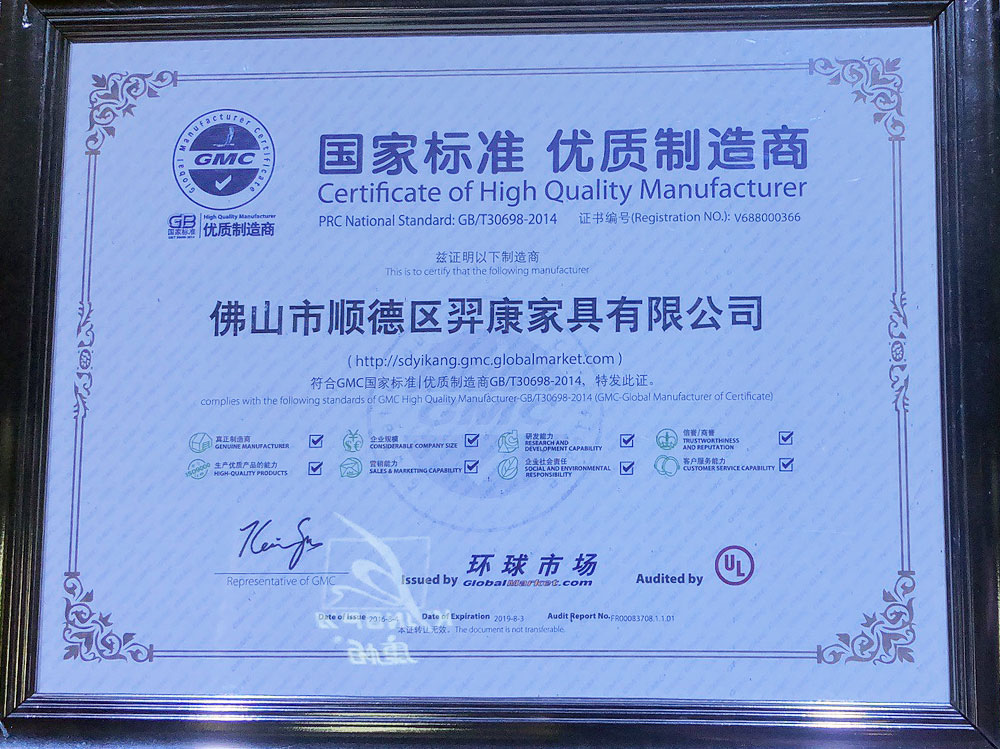 Global Manufacturer Certificate
GMC
GB
国家标准
High Quality Manufacturer
优质制造商
国家标准 优质制造商
Certificate of High Quality Manufacturer
PRC National Standard: GB/T30698-2014 证书编号(Registration NO.): V688000366
兹证明以下制造商
This is to certify that the following manufacturer
佛山市顺德区羿康家具有限公司
( http://sdyikang.gmc.globalmarket.com )
符合GMC国家标准|优质制造商GB/T30698-2014，特发此证。
complies with the following standards of GMC High Quality Manufacturer-GB/T30698-2014 (GMC-Global Manufacturer of Certificate)
真正制造商
GENUINE MANUFACTURER
企业规模
CONSIDERABLE COMPANY SIZE
研发能力
RESEARCH AND
DEVELOPMENT CAPABILITY
信誉/商誉
TRUSTWORTHINESS
AND REPUTATION
生产优质产品的能力
HIGH-QUALITY PRODUCTS
营销能力
SALES & MARKETING CAPABILITY
企业社会责任
SOCIAL AND ENVIRONMENTAL
RESPONSIBILITY
客户服务能力
CUSTOMER SERVICE CAPABILITY
Representative of GMC
Issued by
环球市场
GlobalMarket.com
Audited by
UL
Date of Issue 2016-8- Date of Expiration 2019-8-3 Audit Report No. FR00083708.1.1.01
本证转让无效。The document is not transferable.